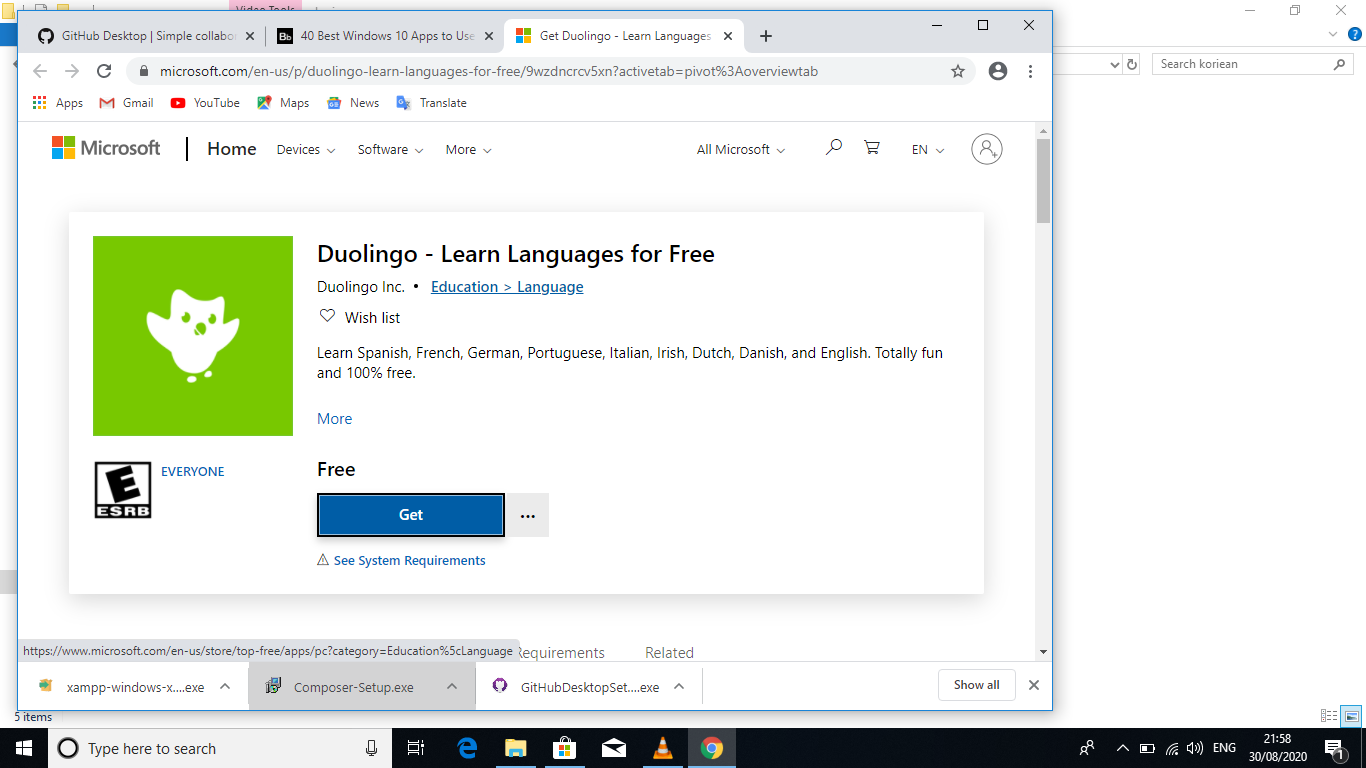 Video Tools
GitHub Desktop | Simple collabo
40 Best Windows 10 Apps to Use
Get Duolingo - Learn Languages
microsoft.com/en-us/p/duolingo-learn-languages-for-free/9wzdncrcv5xn?activetab=pivot%3Aoverviewtab
Search korean
Apps
Gmail
YouTube
Maps
News
Translate
Microsoft
Home
Devices
Software
More
All Microsoft
EN
Duolingo - Learn Languages for Free
Duolingo Inc. • Education > Language
Wish list
Learn Spanish, French, German, Portuguese, Italian, Irish, Dutch, Danish, and English. Totally fun
and 100% free.
More
E
ESRB
EVERYONE
Free
Get
...
See System Requirements
https://www.microsoft.com/en-us/store/top-free/apps/pc?category=Education%5cLanguage
Requirements
Related
xampp-windows-x....exe
Composer-Setup.exe
GitHubDesktopSet....exe
Show all
5 items
Type here to search
ENG
21:58
30/08/2020
1